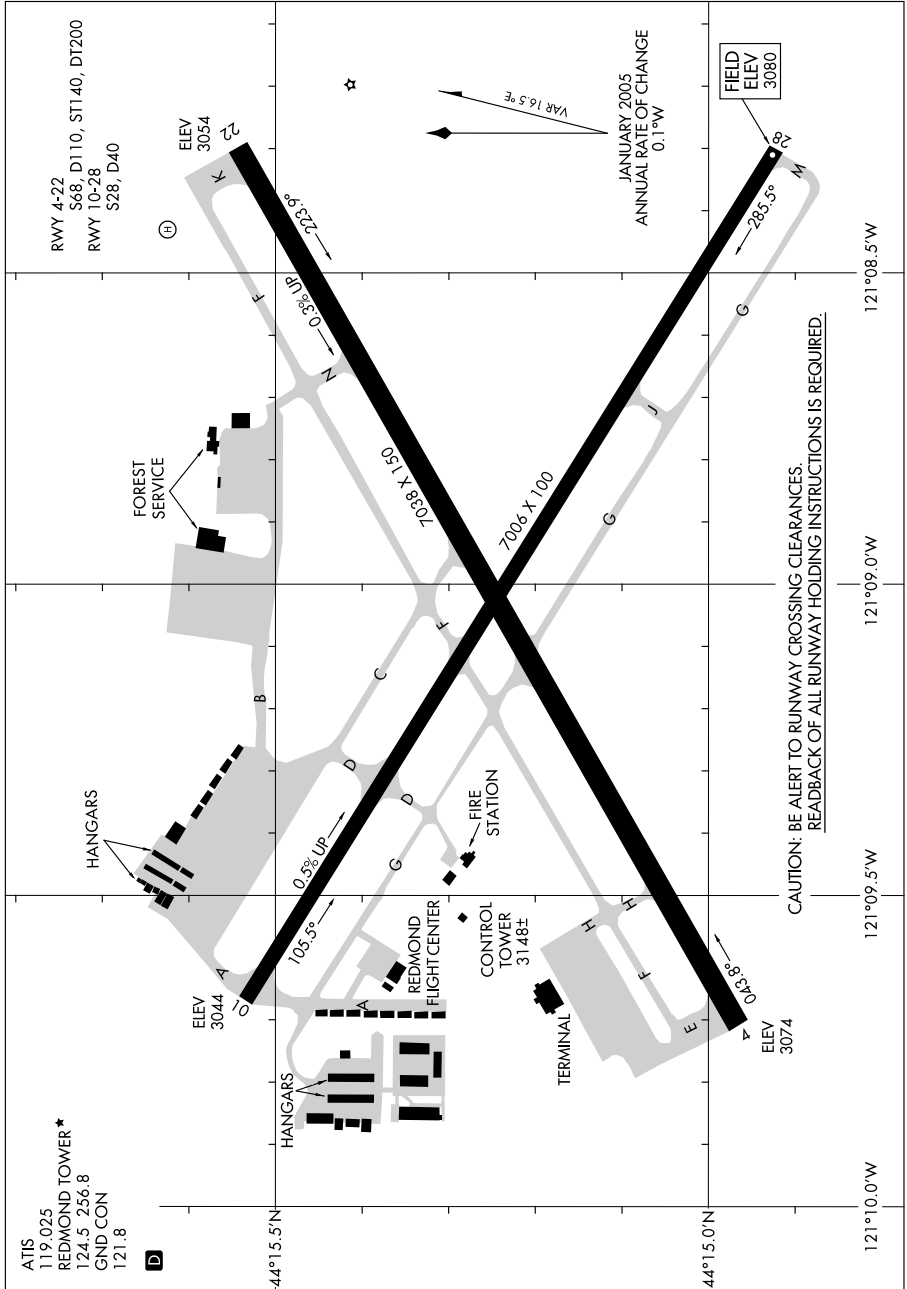 ATIS
119.025
REDMOND TOWER★
124.5 256.8
GND CON
121.8
D
RWY 4-22
S68, D110, ST140, DT200
RWY 10-28
S28, D40
H
ELEV
3054
22
K
223.9°
0.3% UP
F
N
FOREST
SERVICE
7038 X 150
VAR 16.5°E
JANUARY 2005
ANNUAL RATE OF CHANGE
0.1°W
FIELD
ELEV
3080
28
M
285.5°
G
J
G
7006 X 100
HANGARS
B
C
F
D
D
G
0.5% UP
105.5°
A
ELEV
3044
10
A
FIRE
STATION
REDMOND
FLIGHT CENTER
CONTROL
TOWER
3148±
HANGARS
TERMINAL
H
H
F
E
043.8°
4
ELEV
3074
CAUTION: BE ALERT TO RUNWAY CROSSING CLEARANCES.
READBACK OF ALL RUNWAY HOLDING INSTRUCTIONS IS REQUIRED.
44°15.5'N
44°15.0'N
121°10.0'W
121°09.5'W
121°09.0'W
121°08.5'W